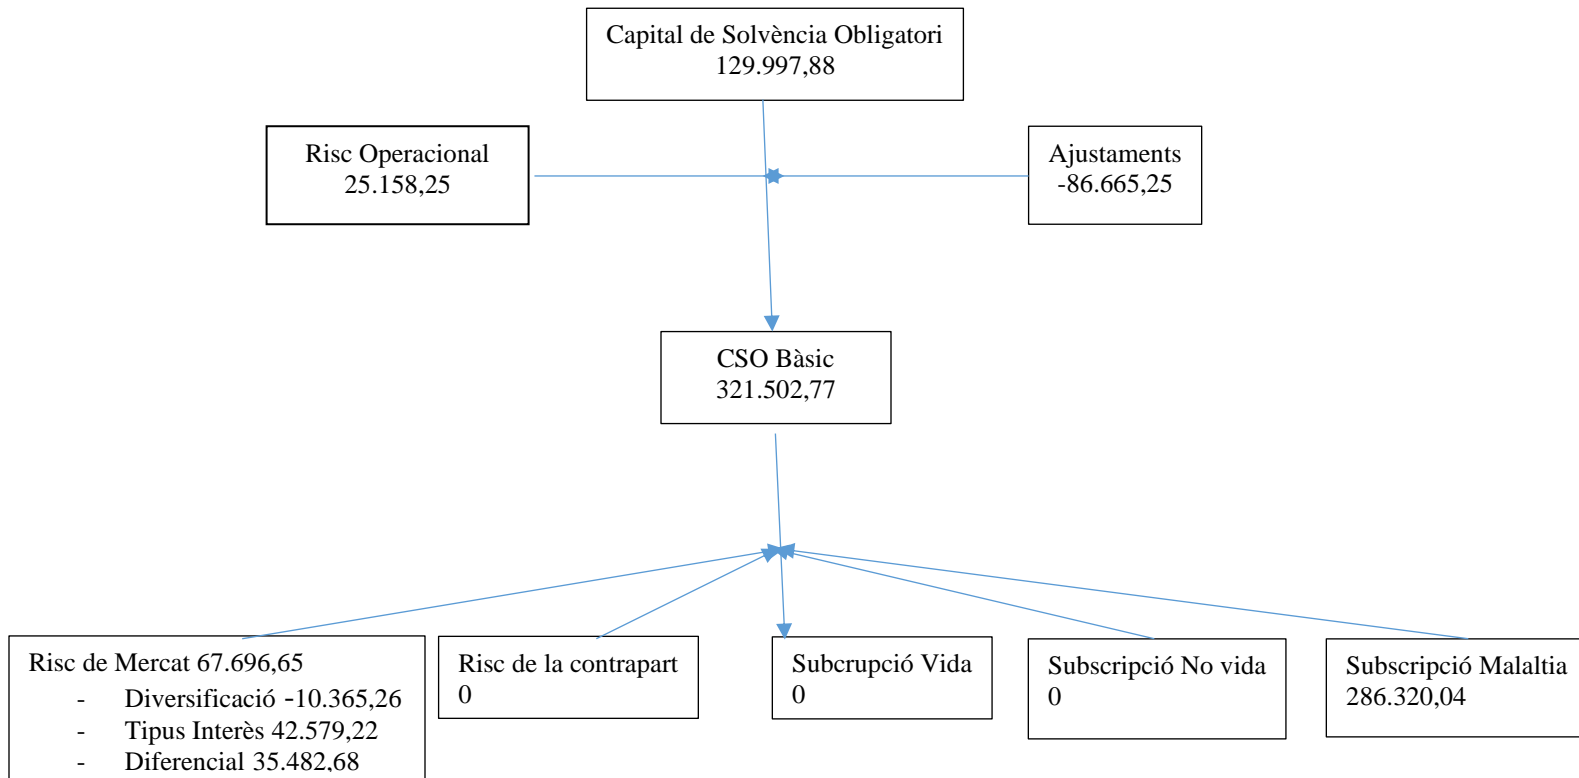 Capital de Solvència Obligatori
129.997,88
Risc Operacional
25.158,25
Ajustaments
-86.665,25
CSO Bàsic
321.502,77
Risc de Mercat 67.696,65
- Diversificació -10.365,26
- Tipus Interès 42.579,22
- Diferencial 35.482,68
Risc de la contrapart
0
Subcrupció Vida
0
Subscripció No vida
0
Subscripció Malaltia
286.320,04